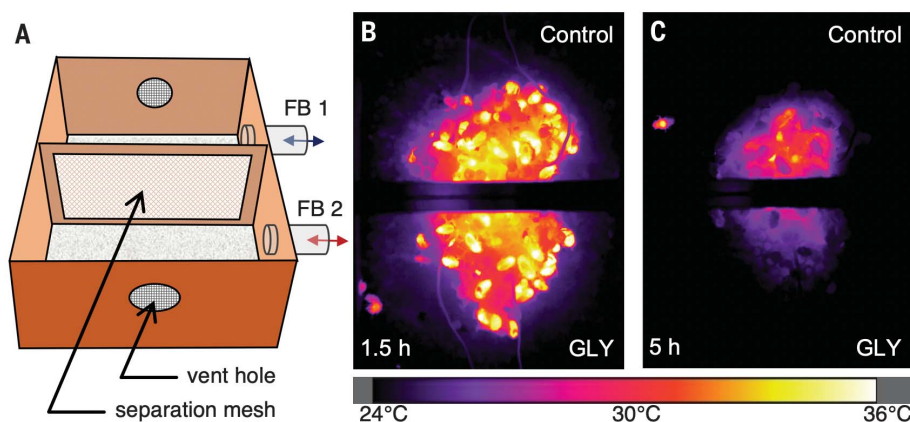 A
FB 1
FB 2
vent hole
separation mesh
B
Control
1.5 h
GLY
C
Control
5 h
GLY
24°C
30°C
36°C